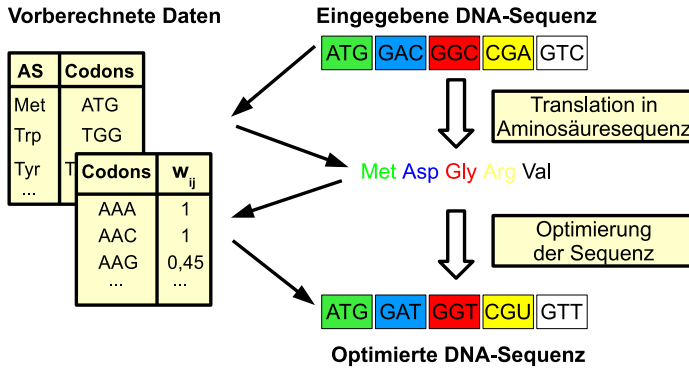 Vorberechnete Daten
Eingegebene DNA-Sequenz
ATG GAC GGC CGA GTC
AS Codons
Met ATG
Trp TGG
Tyr T
...
Codons wij
AAA 1
AAC 1
AAG 0,45
... ...
Translation in
Aminosäuresequenz
Met Asp Gly Arg Val
Optimierung
der Sequenz
ATG GAT GGT CGU GTT
Optimierte DNA-Sequenz